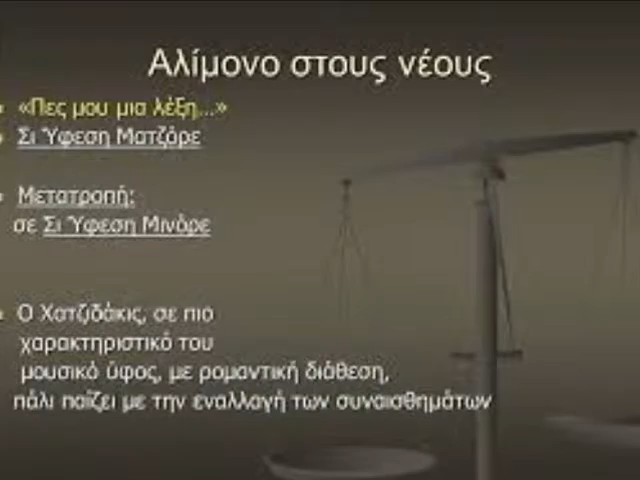 Αλίμονο στους νέους
«Πες μου μια λέξη...»
Σι Ύφεση Ματζόρε
Μετατροπή:
σε Σι Ύφεση Μινόρε
Ο Χατζιδάκις, σε πιο
χαρακτηριστικό του
μουσικό ύφος, με ρομαντική διάθεση,
πάλι παίζει με την εναλλαγή των συναισθημάτων